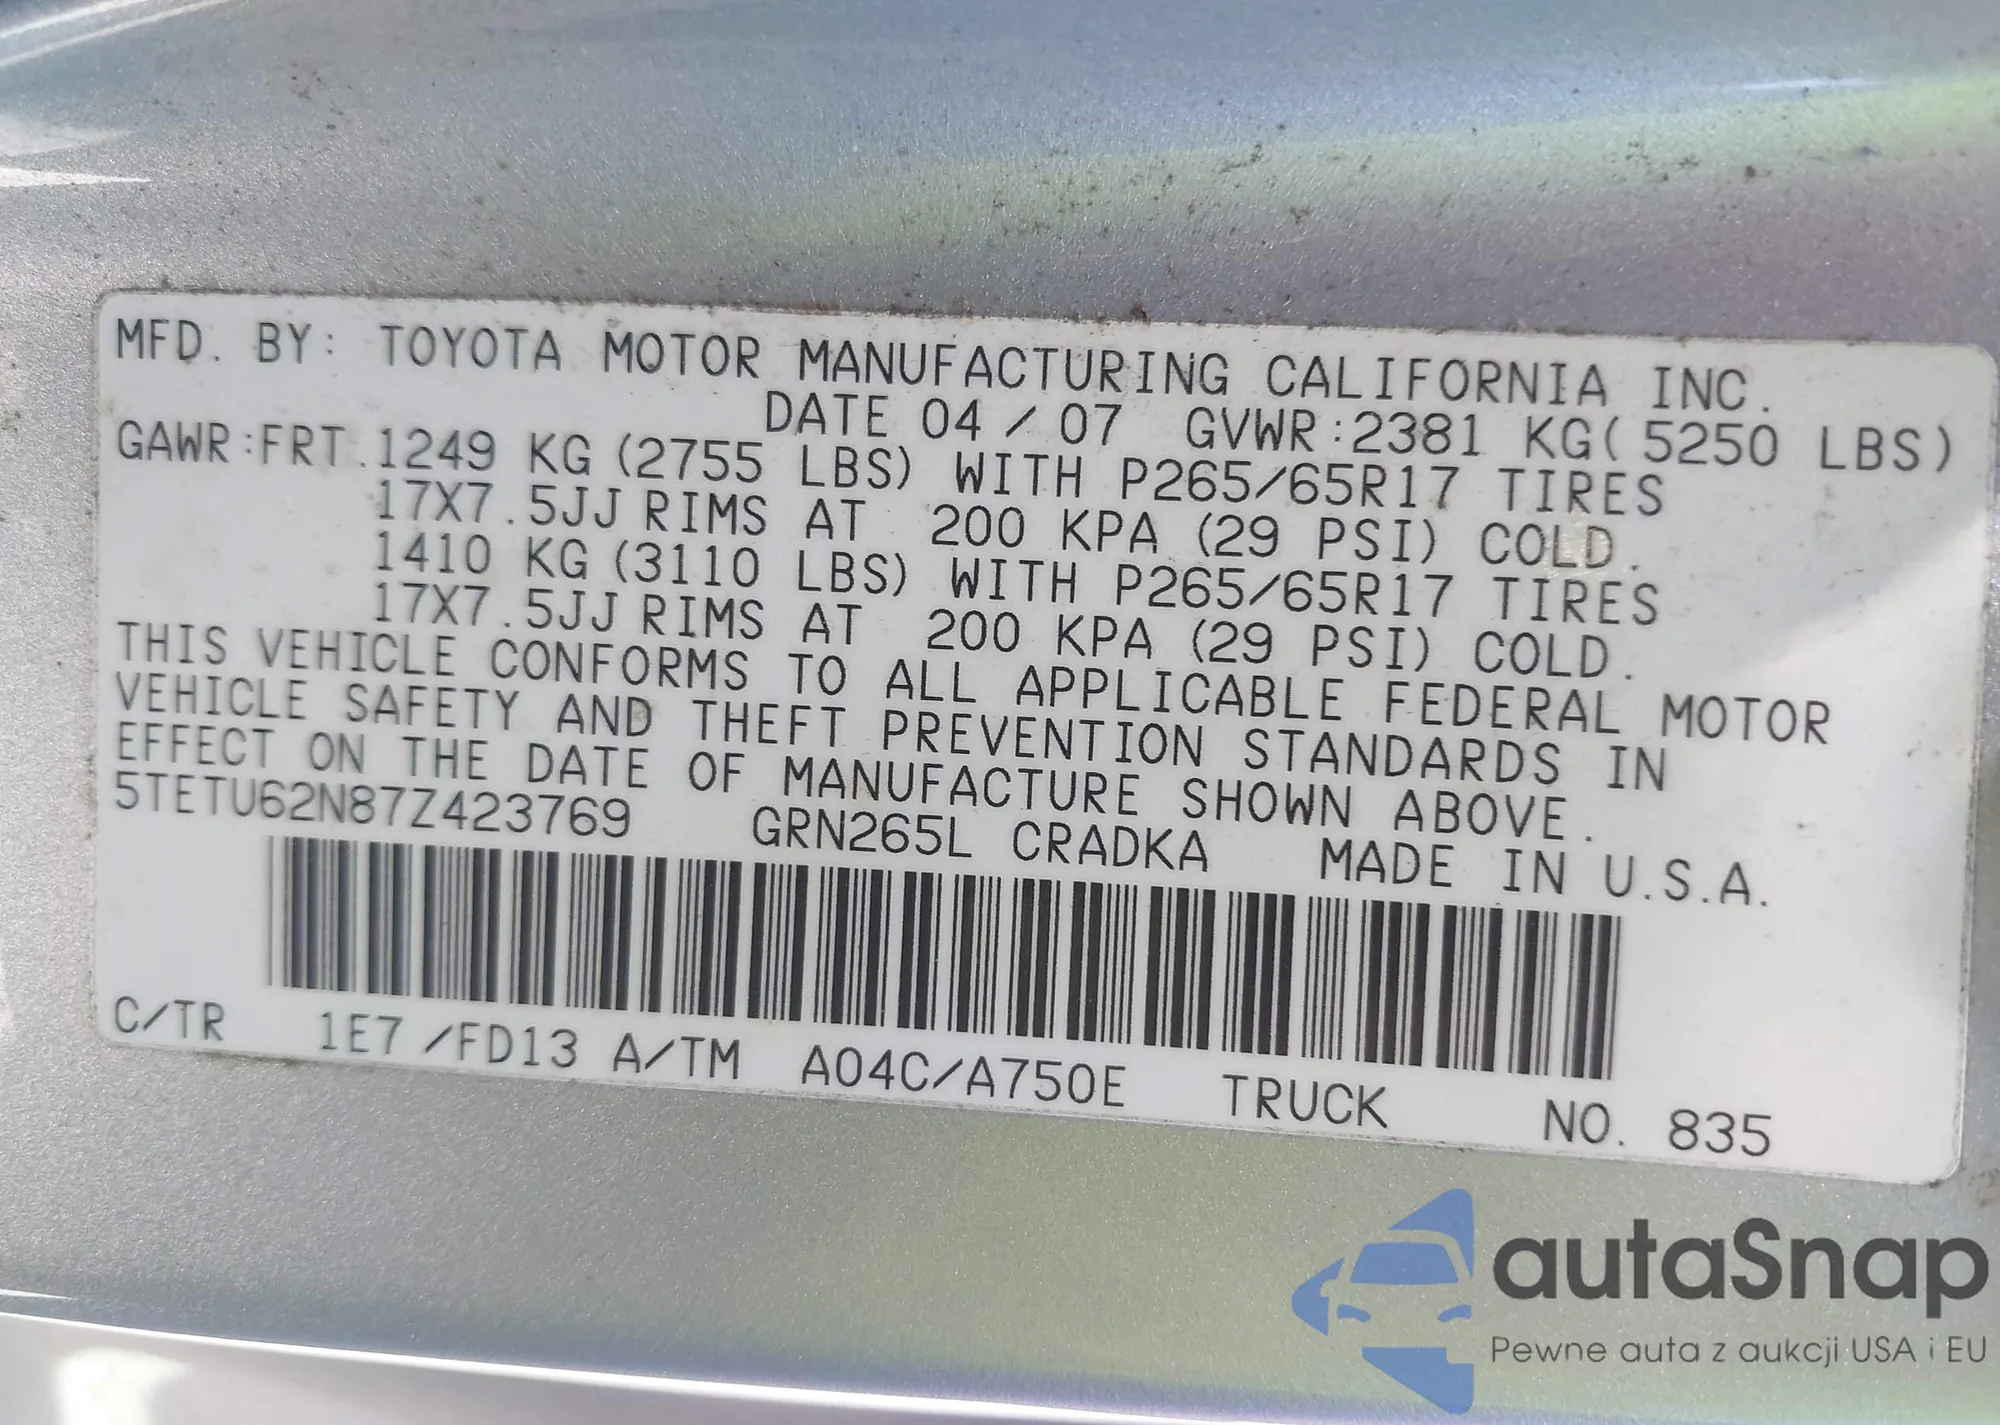 MFD. BY: TOYOTA MOTOR MANUFACTURING CALIFORNIA INC.
DATE 04 / 07 GVWR:2381 KG(5250 LBS)
GAWR:FRT.1249 KG (2755 LBS) WITH P265/65R17 TIRES
17X7.5JJ RIMS AT 200 KPA (29 PSI) COLD.
1410 KG (3110 LBS) WITH P265/65R17 TIRES
17X7.5JJ RIMS AT 200 KPA (29 PSI) COLD.
THIS VEHICLE CONFORMS TO ALL APPLICABLE FEDERAL MOTOR
VEHICLE SAFETY AND THEFT PREVENTION STANDARDS IN
EFFECT ON THE DATE OF MANUFACTURE SHOWN ABOVE.
5TETU62N87Z423769 GRN265L CRADKA MADE IN U.S.A.
C/TR 1E7 /FD13 A/TM A04C/A750E TRUCK NO. 835
autaSnap
Pewne auta z aukcji USA i EU